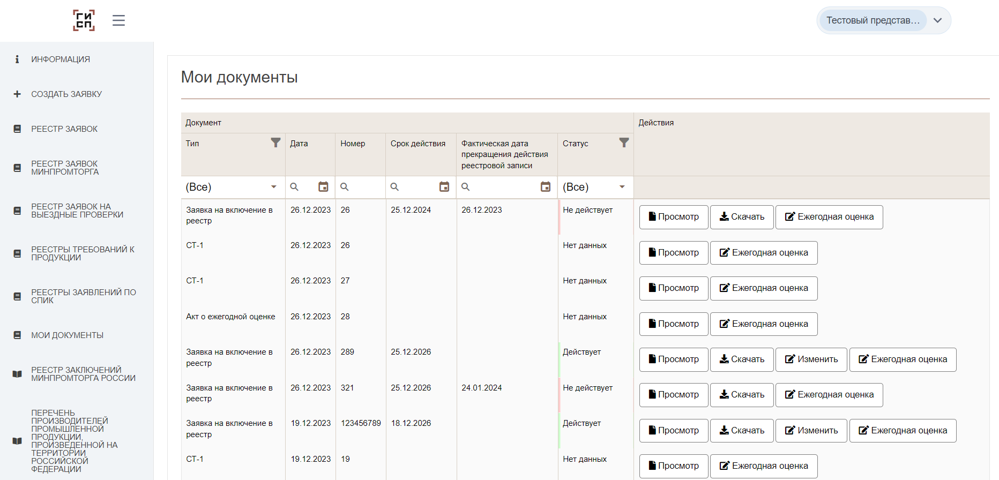 ГИ
СП
Тестовый представ...
ИНФОРМАЦИЯ
СОЗДАТЬ ЗАЯВКУ
РЕЕСТР ЗАЯВОК
РЕЕСТР ЗАЯВОК
МИНПРОМТОРГА
РЕЕСТР ЗАЯВОК НА
ВЫЕЗДНЫЕ ПРОВЕРКИ
РЕЕСТРЫ ТРЕБОВАНИЙ К
ПРОДУКЦИИ
РЕЕСТРЫ ЗАЯВЛЕНИЙ ПО
СПИК
МОИ ДОКУМЕНТЫ
РЕЕСТР ЗАКЛЮЧЕНИЙ
МИНПРОМТОРГА РОССИИ
ПЕРЕЧЕНЬ
ПРОИЗВОДИТЕЛЕЙ
ПРОМЫШЛЕННОЙ
ПРОДУКЦИИ,
ПРОИЗВЕДЕННОЙ НА
ТЕРРИТОРИИ
РОССИЙСКОЙ
ФЕДЕРАЦИИ
Мои документы
Документ Действия
Тип Дата Номер Срок действия Фактическая дата Статус
прекращения действия
реестровой записи
(Все) (Все)
Заявка на включение в 26.12.2023 26 25.12.2024 26.12.2023 Не действует Просмотр Скачать Ежегодная оценка
реестр
СТ-1 26.12.2023 26 Нет данных Просмотр Ежегодная оценка
СТ-1 26.12.2023 27 Нет данных Просмотр Ежегодная оценка
Акт о ежегодной оценке 26.12.2023 28 Нет данных Просмотр Ежегодная оценка
Заявка на включение в 26.12.2023 289 25.12.2026 Действует Просмотр Скачать Изменить Ежегодная оценка
реестр
Заявка на включение в 26.12.2023 321 25.12.2026 24.01.2024 Не действует Просмотр Скачать Ежегодная оценка
реестр
Заявка на включение в 19.12.2023 123456789 18.12.2026 Действует Просмотр Скачать Изменить Ежегодная оценка
реестр
СТ-1 19.12.2023 19 Нет данных Просмотр Ежегодная оценка